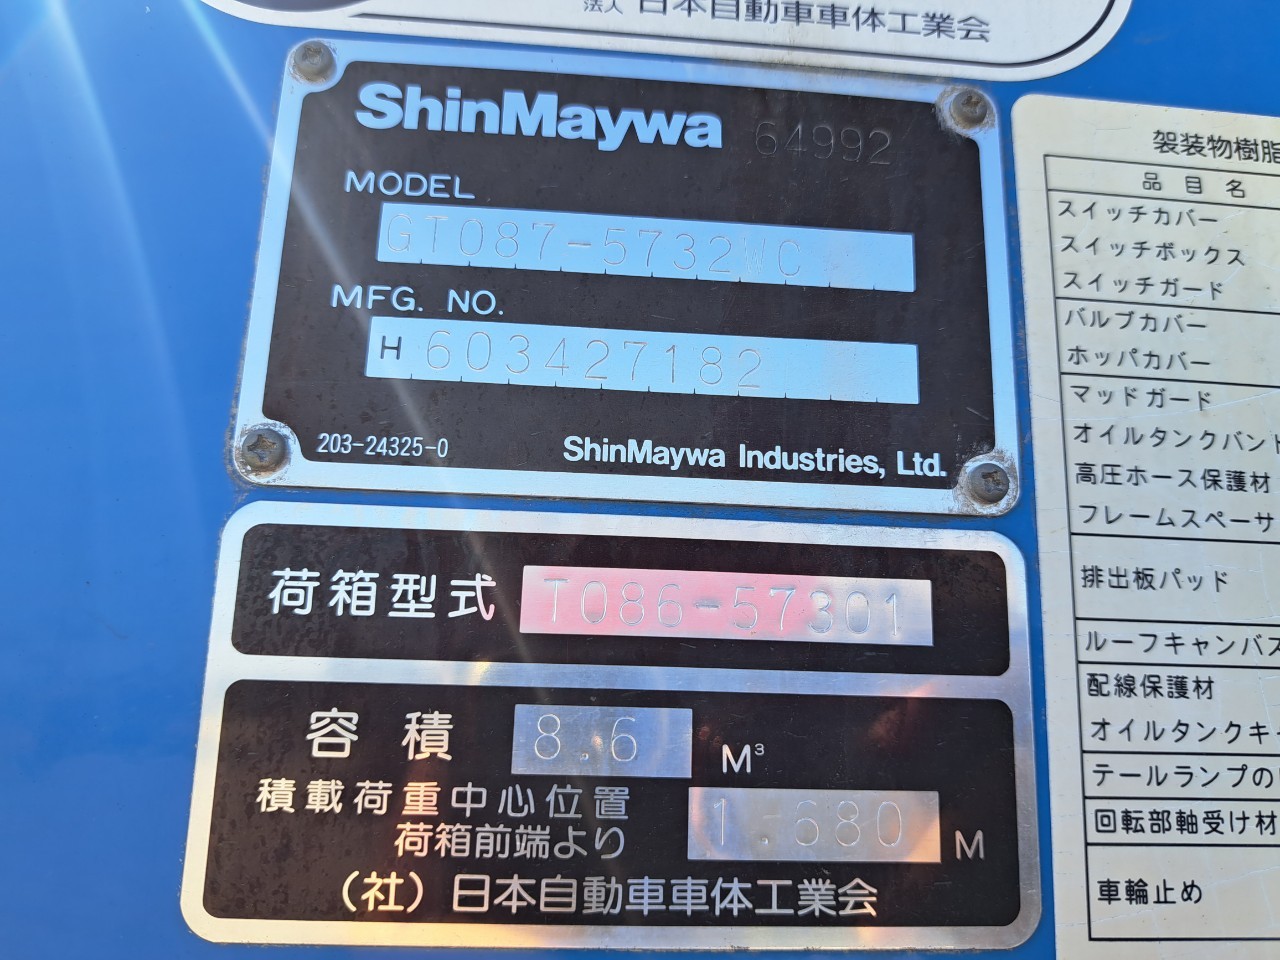 法人 日本自動車車体工業会
ShinMaywa 64992
MODEL
GT087-5732WC
MFG. NO.
H 603427182
203-24325-0 ShinMaywa Industries, Ltd.
荷箱型式 T086-57301
容積 8.6 M³
積載荷重中心位置
荷箱前端より 1.680 M
（社）日本自動車車体工業会
架装物樹脂
品目名
スイッチカバー
スイッチボックス
スイッチガード
バルブカバー
ホッパカバー
マッドガード
オイルタンクバンド
高圧ホース保護材
フレームスペーサ
排出板パッド
ルーフキャンバス
配線保護材
オイルタンクキ
テールランプの
回転部軸受け材
車輪止め